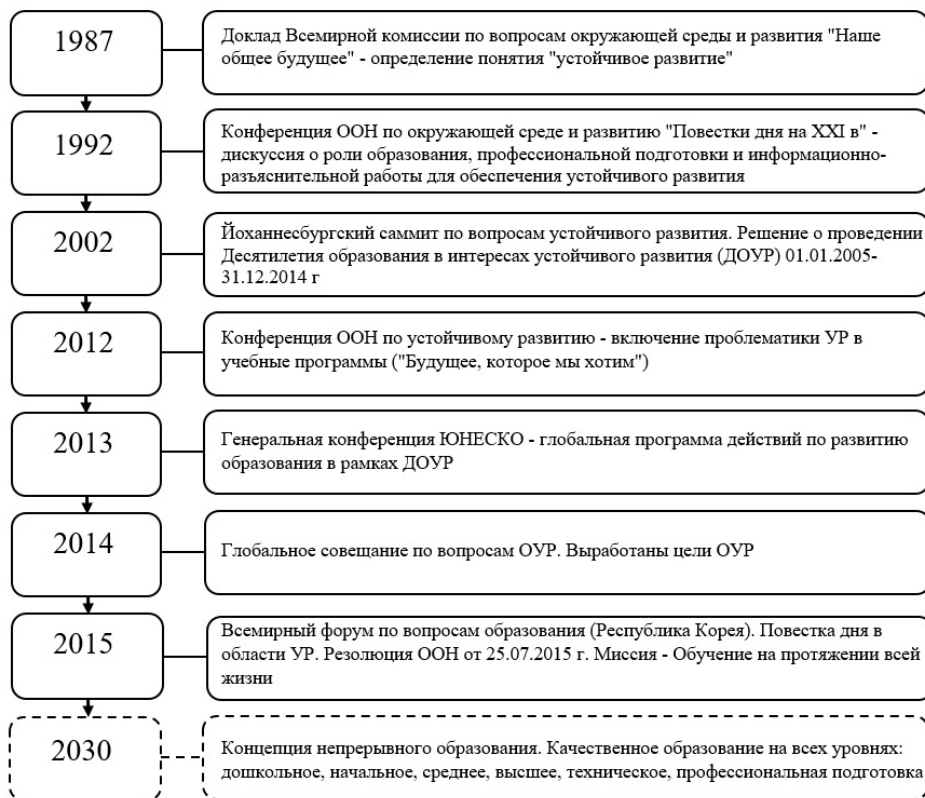 1987
Доклад Всемирной комиссии по вопросам окружающей среды и развития "Наше
общее будущее" - определение понятия "устойчивое развитие"
1992
Конференция ООН по окружающей среде и развитию "Повестки дня на XXI в" -
дискуссия о роли образования, профессиональной подготовки и информационно-
разъяснительной работы для обеспечения устойчивого развития
2002
Йоханнесбургский саммит по вопросам устойчивого развития. Решение о проведении
Десятилетия образования в интересах устойчивого развития (ДОУР) 01.01.2005-
31.12.2014 г
2012
Конференция ООН по устойчивому развитию - включение проблематики УР в
учебные программы ("Будущее, которое мы хотим")
2013
Генеральная конференция ЮНЕСКО - глобальная программа действий по развитию
образования в рамках ДОУР
2014
Глобальное совещание по вопросам ОУР. Выработаны цели ОУР
2015
Всемирный форум по вопросам образования (Республика Корея). Повестка дня в
области УР. Резолюция ООН от 25.07.2015 г. Миссия - Обучение на протяжении всей
жизни
2030
Концепция непрерывного образования. Качественное образование на всех уровнях:
дошкольное, начальное, среднее, высшее, техническое, профессиональная подготовка